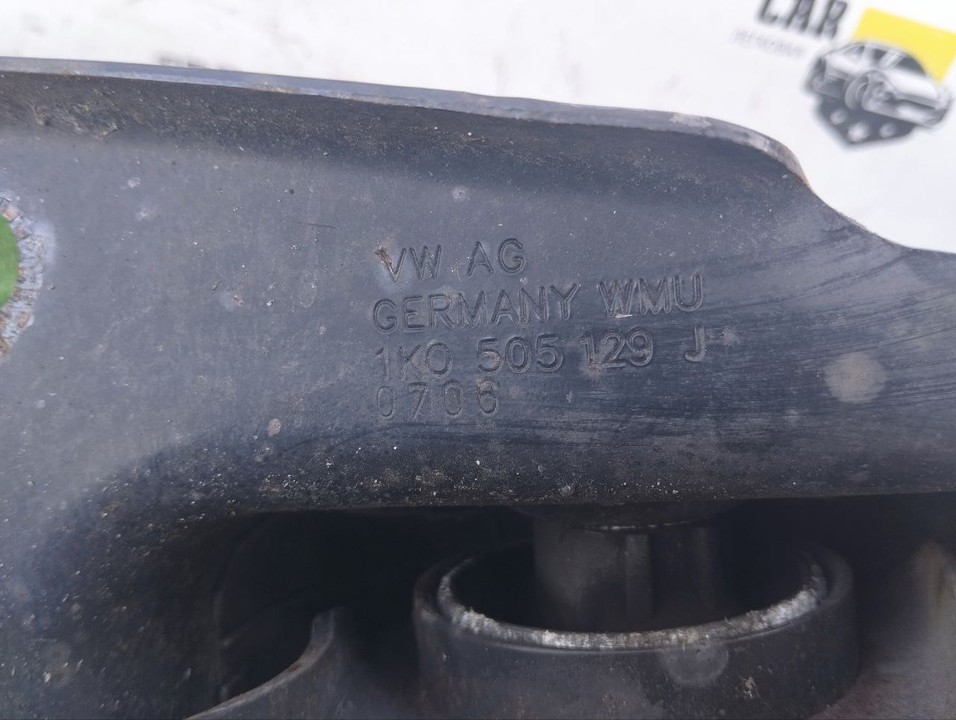 CAR
VW AG
GERMANY WMU
1K0 505 129 J
0706